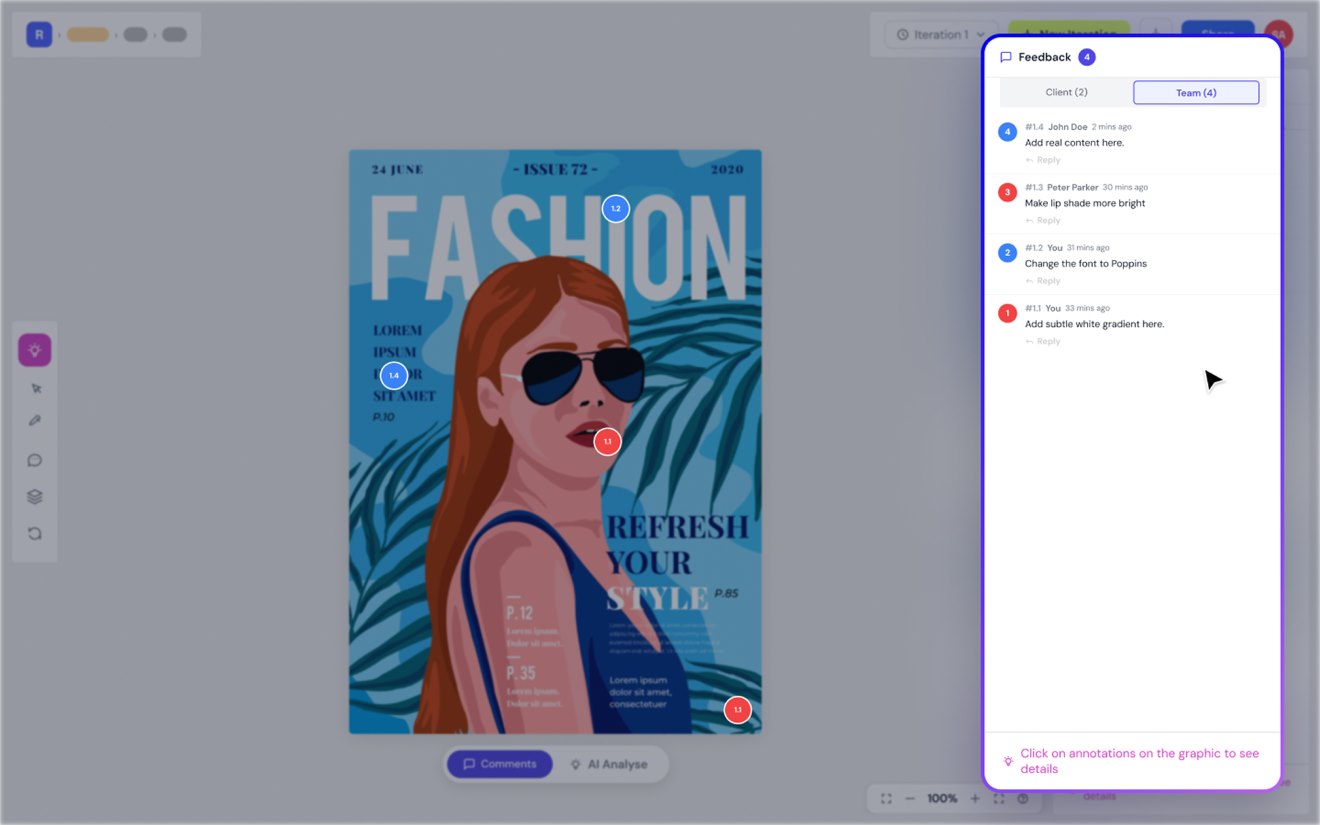 R
Iteration 1
New Iteration
Share
SA
Feedback 4
Client (2)
Team (4)
4
#1.4 John Doe 2 mins ago
Add real content here.
Reply
3
#1.3 Peter Parker 30 mins ago
Make lip shade more bright
Reply
2
#1.2 You 31 mins ago
Change the font to Poppins
Reply
1
#1.1 You 33 mins ago
Add subtle white gradient here.
Reply
Click on annotations on the graphic to see
details
24 JUNE
- ISSUE 72 -
2020
FASHION
1.2
LOREM
IPSUM
1.4
SIT AMET
P.10
1.1
REFRESH
YOUR
STYLE P.85
P. 12
Lorem ipsum.
Dolor sit amet.
P. 35
Lorem ipsum.
Dolor sit amet.
Lorem ipsum
dolor sit amet,
consectetuer
1.1
Comments
AI Analyse
100%
details